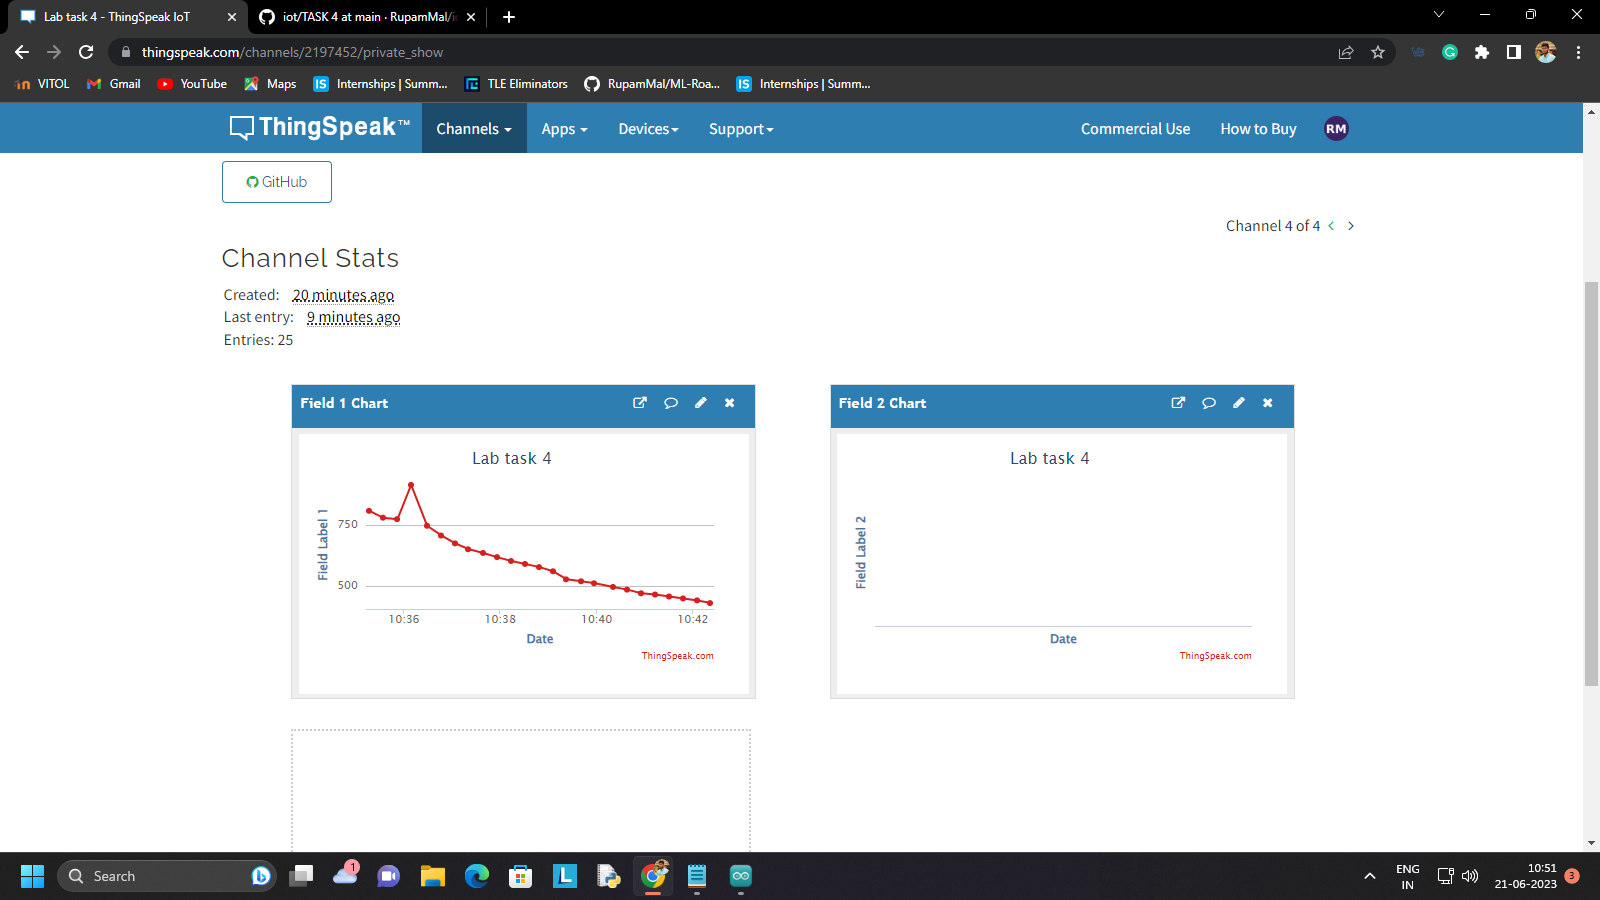 Lab task 4 - ThingSpeak IoT
iot/TASK 4 at main · RupamMal/i
thingspeak.com/channels/2197452/private_show
VITOL Gmail YouTube Maps IS Internships | Summ... TLE Eliminators RupamMal/ML-Roa... IS Internships | Summ...
ThingSpeak™ Channels Apps Devices Support Commercial Use How to Buy RM
GitHub
Channel 4 of 4 < >
Channel Stats
Created: 20 minutes ago
Last entry: 9 minutes ago
Entries: 25
Field 1 Chart
Lab task 4
Field Label 1
750
500
10:36 10:38 10:40 10:42
Date
ThingSpeak.com
Field 2 Chart
Lab task 4
Field Label 2
Date
ThingSpeak.com
Search
1
L
ENG
IN
10:51
21-06-2023
3